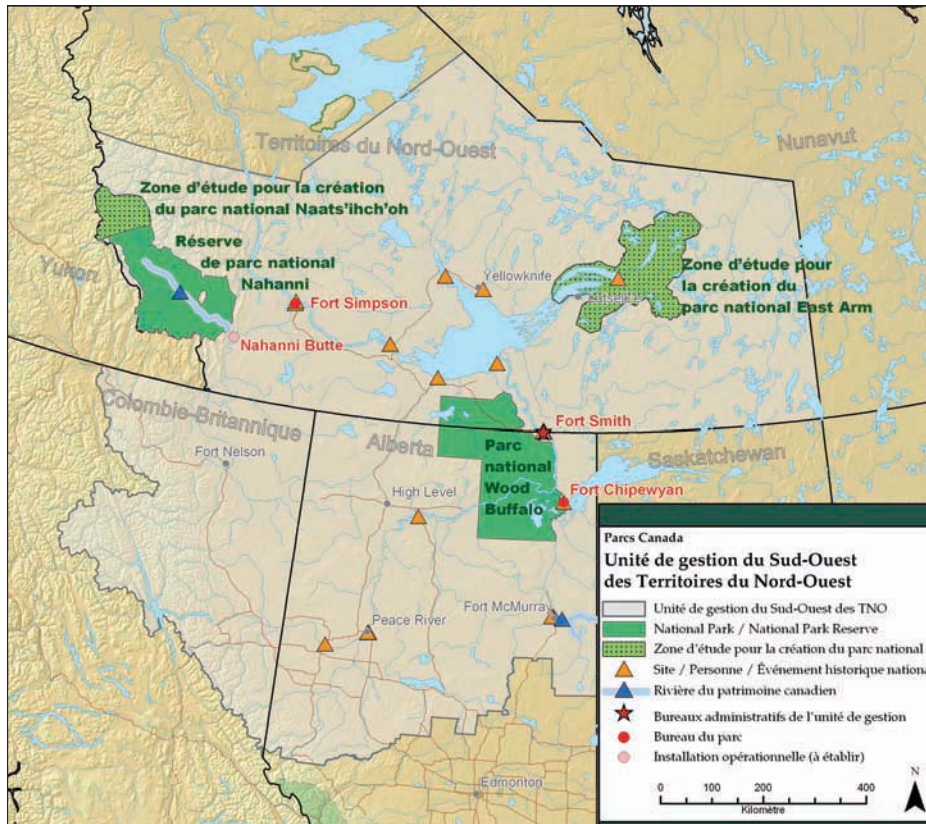 Territoires du Nord-Ouest
Nunavut
Zone d'étude pour la création
du parc national Naats'ihch'oh
Réserve
de parc national
Nahanni
Yukon
Yellowknife
Zone d'étude pour
la création du
parc national East Arm
Fort Simpson
Nahanni Butte
Colombie-Britannique
Fort Smith
Alberta
Saskatchewan
Fort Nelson
Parc
national
Wood
Buffalo
High Level
Fort Chipewyan
Peace River
Fort McMurray
Edmonton
Parcs Canada
Unité de gestion du Sud-Ouest
des Territoires du Nord-Ouest
Unité de gestion du Sud-Ouest des TNO
National Park / National Park Reserve
Zone d'étude pour la création du parc national
Site / Personne / Événement historique national
Rivière du patrimoine canadien
Bureaux administratifs de l'unité de gestion
Bureau du parc
Installation opérationnelle (à établir)
N
0 100 200 400
Kilomètre